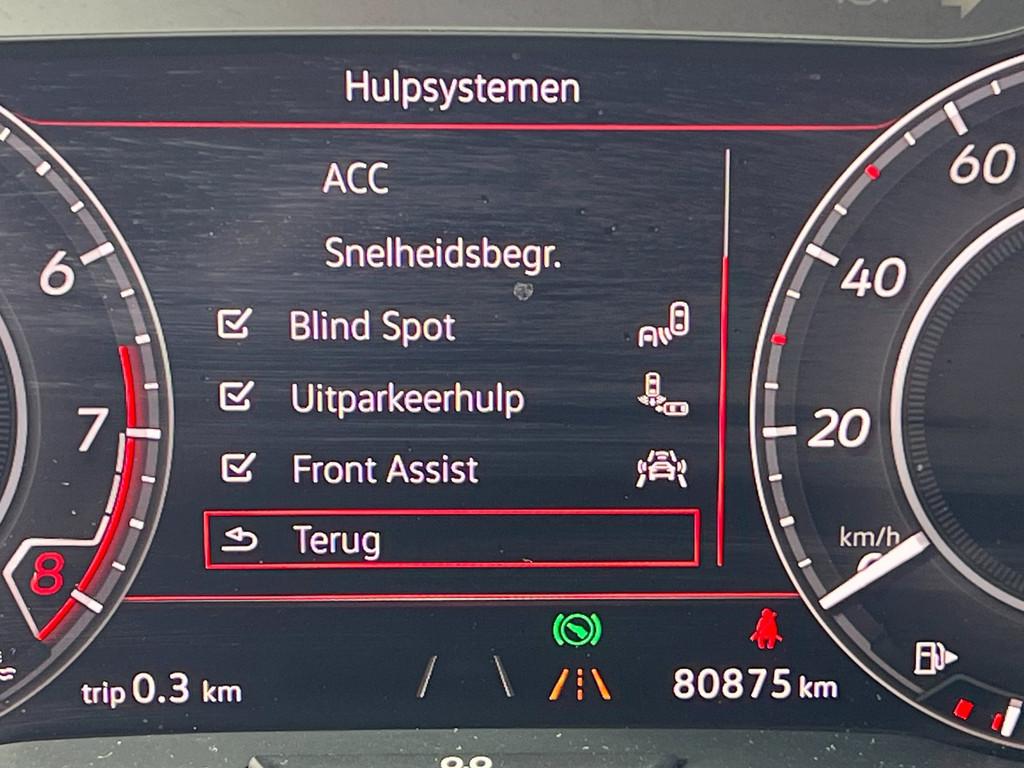 Hulpsystemen
ACC
Snelheidsbegr.
Blind Spot
Uitparkeerhulp
Front Assist
Terug
6
7
8
60
40
20
km/h
trip 0.3 km
80875 km